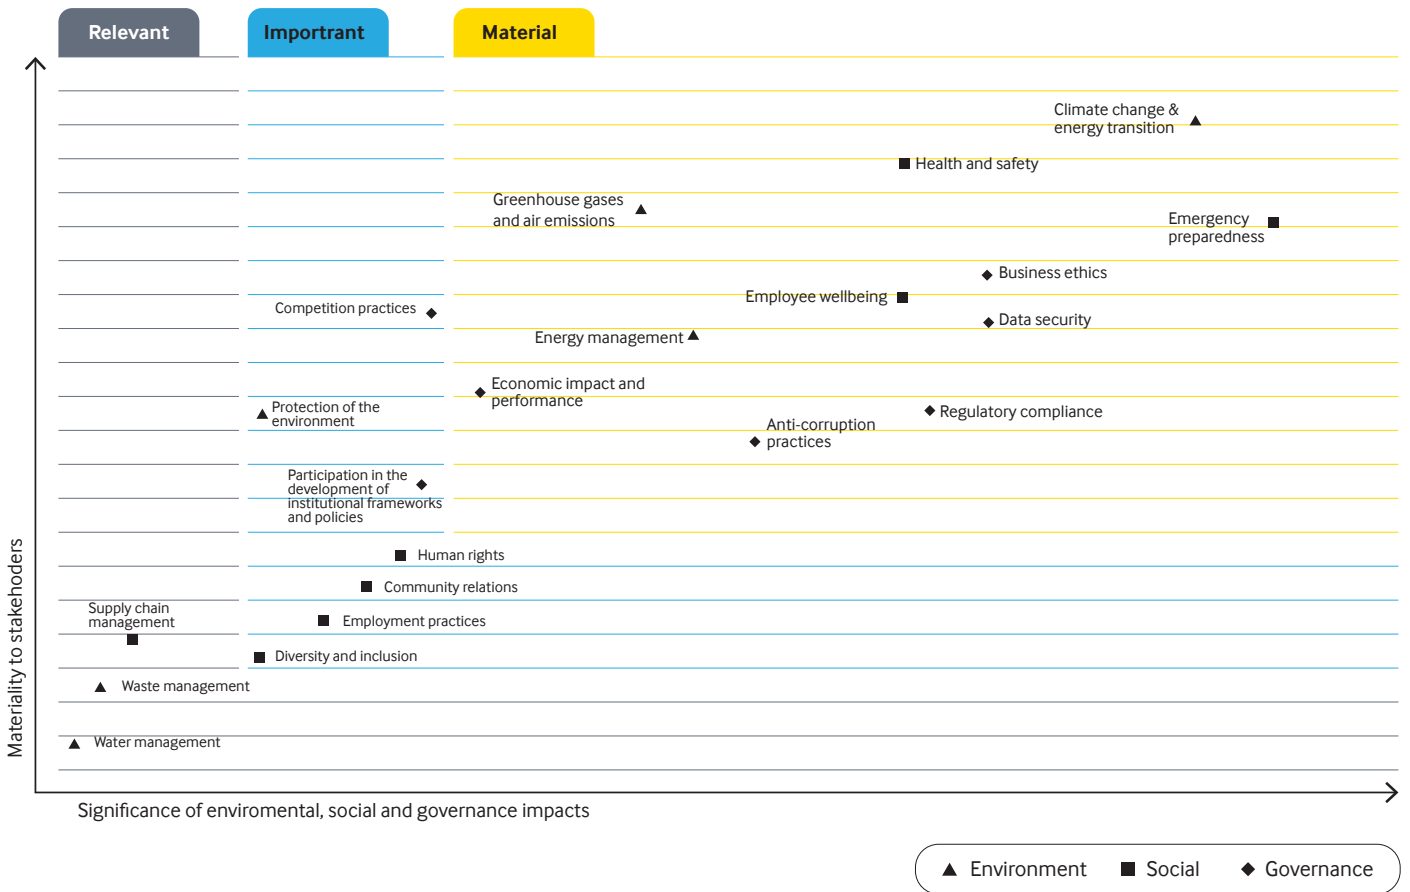 Relevant
Importrant
Material
Climate change &
energy transition
Health and safety
Greenhouse gases
and air emissions
Emergency
preparedness
Business ethics
Employee wellbeing
Competition practices
Data security
Energy management
Economic impact and
performance
Protection of the
environment
Regulatory compliance
Anti-corruption
practices
Participation in the
development of
institutional frameworks
and policies
Human rights
Community relations
Supply chain
management
Employment practices
Diversity and inclusion
Waste management
Water management
Materiality to stakehoders
Significance of enviromental, social and governance impacts
Environment
Social
Governance